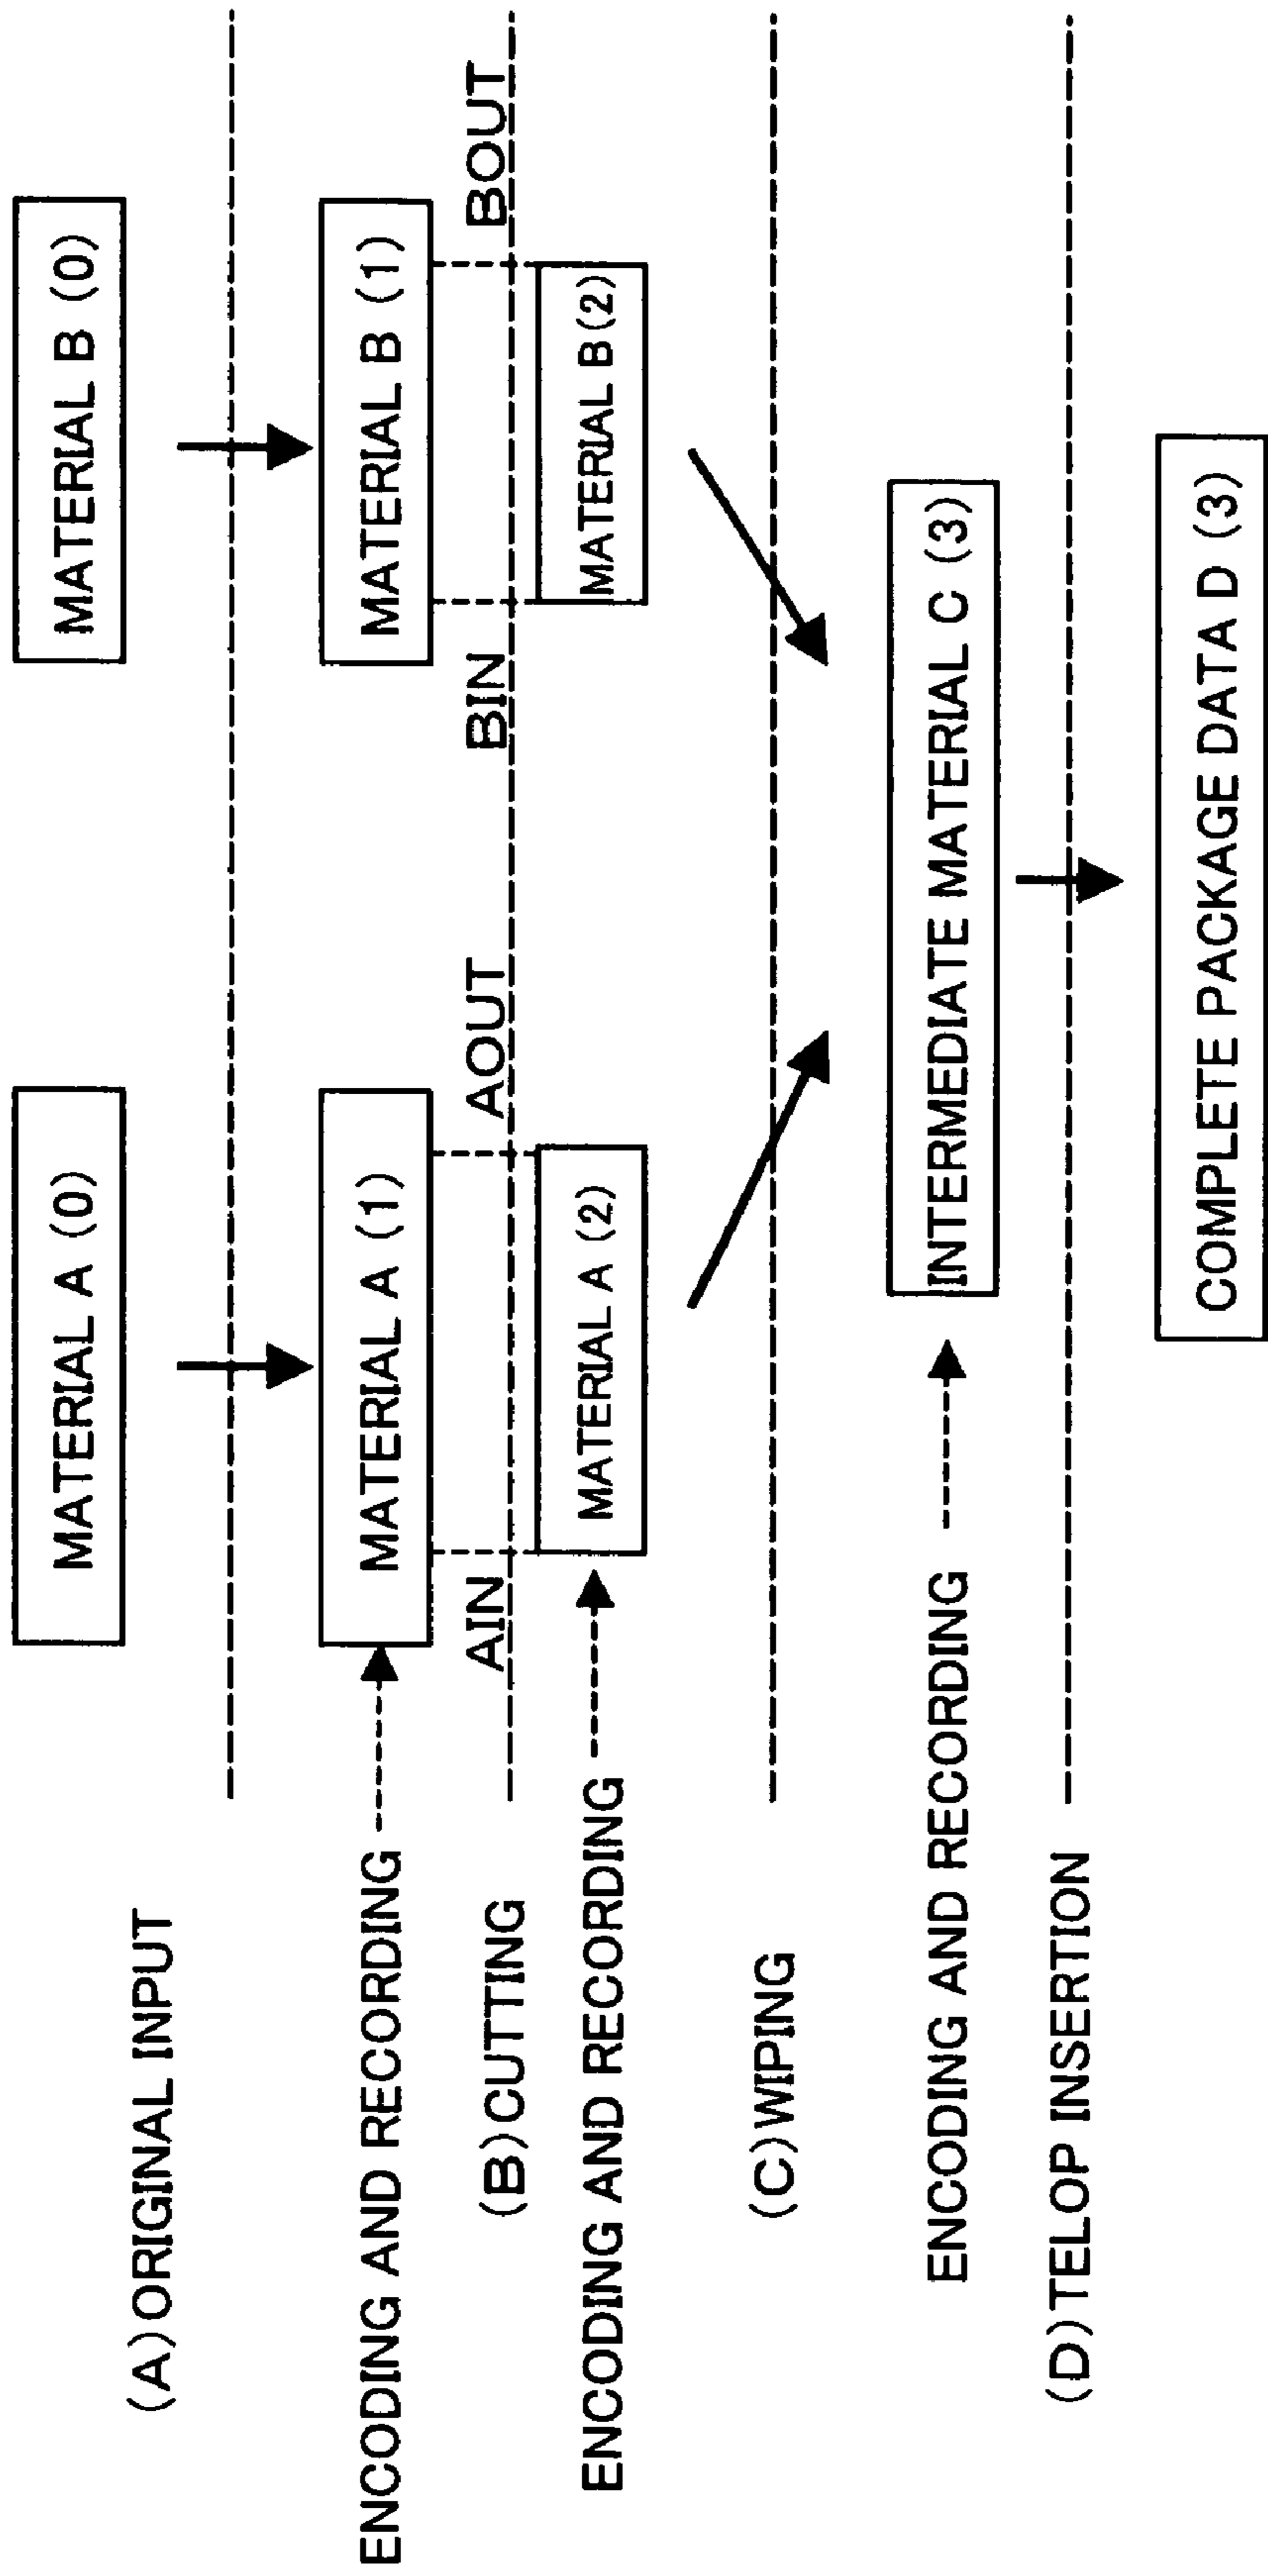 MATERIAL A (0)
MATERIAL B (0)
(A)ORIGINAL INPUT
ENCODING AND RECORDING
MATERIAL A (1)
MATERIAL B (1)
AIN
AOUT
BIN
BOUT
(B)CUTTING
ENCODING AND RECORDING
MATERIAL A (2)
MATERIAL B(2)
(C)WIPING
ENCODING AND RECORDING
INTERMEDIATE MATERIAL C (3)
(D)TELOP INSERTION
COMPLETE PACKAGE DATA D (3)